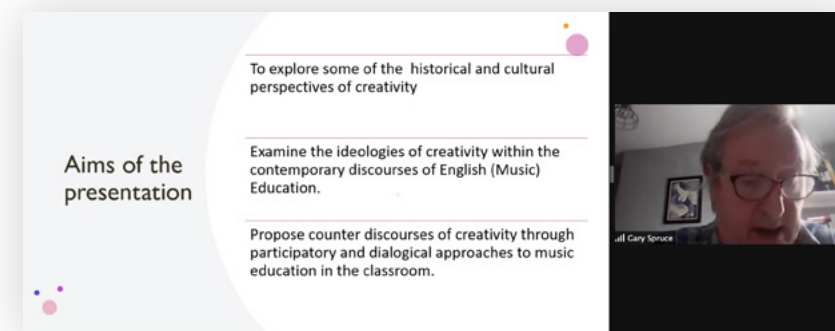 Aims of the
presentation
To explore some of the historical and cultural
perspectives of creativity
Examine the ideologies of creativity within the
contemporary discourses of English (Music)
Education.
Propose counter discourses of creativity through
participatory and dialogical approaches to music
education in the classroom.
Gary Spruce